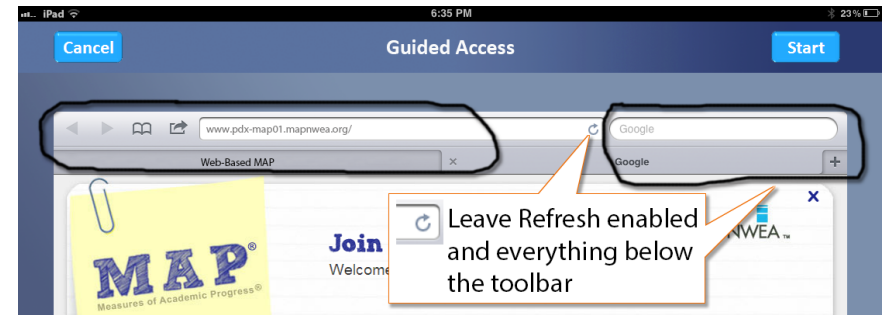 iPad 6:35 PM 23%
Cancel Guided Access Start
www.pdx-map01.mapnwea.org/ Google
Web-Based MAP × Google +
Leave Refresh enabled
and everything below
the toolbar
x
NWEA™
MAP®
Measures of Academic Progress®
Join
Welcome